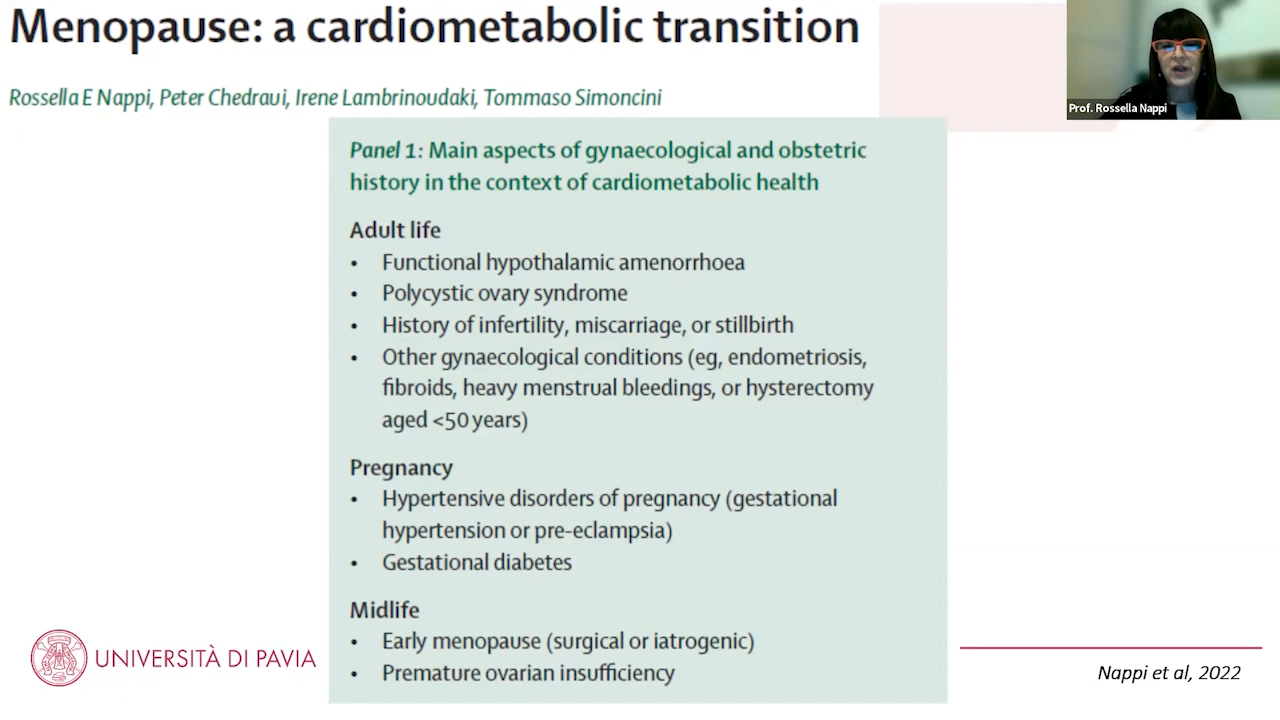 Menopause: a cardiometabolic transition
Rossella E Nappi, Peter Chedraui, Irene Lambrinoudaki, Tommaso Simoncini
Prof. Rossella Nappi
Panel 1: Main aspects of gynaecological and obstetric
history in the context of cardiometabolic health
Adult life
• Functional hypothalamic amenorrhoea
• Polycystic ovary syndrome
• History of infertility, miscarriage, or stillbirth
• Other gynaecological conditions (eg, endometriosis,
fibroids, heavy menstrual bleedings, or hysterectomy
aged <50 years)
Pregnancy
• Hypertensive disorders of pregnancy (gestational
hypertension or pre-eclampsia)
• Gestational diabetes
Midlife
• Early menopause (surgical or iatrogenic)
• Premature ovarian insufficiency
UNIVERSITÀ DI PAVIA
Nappi et al, 2022